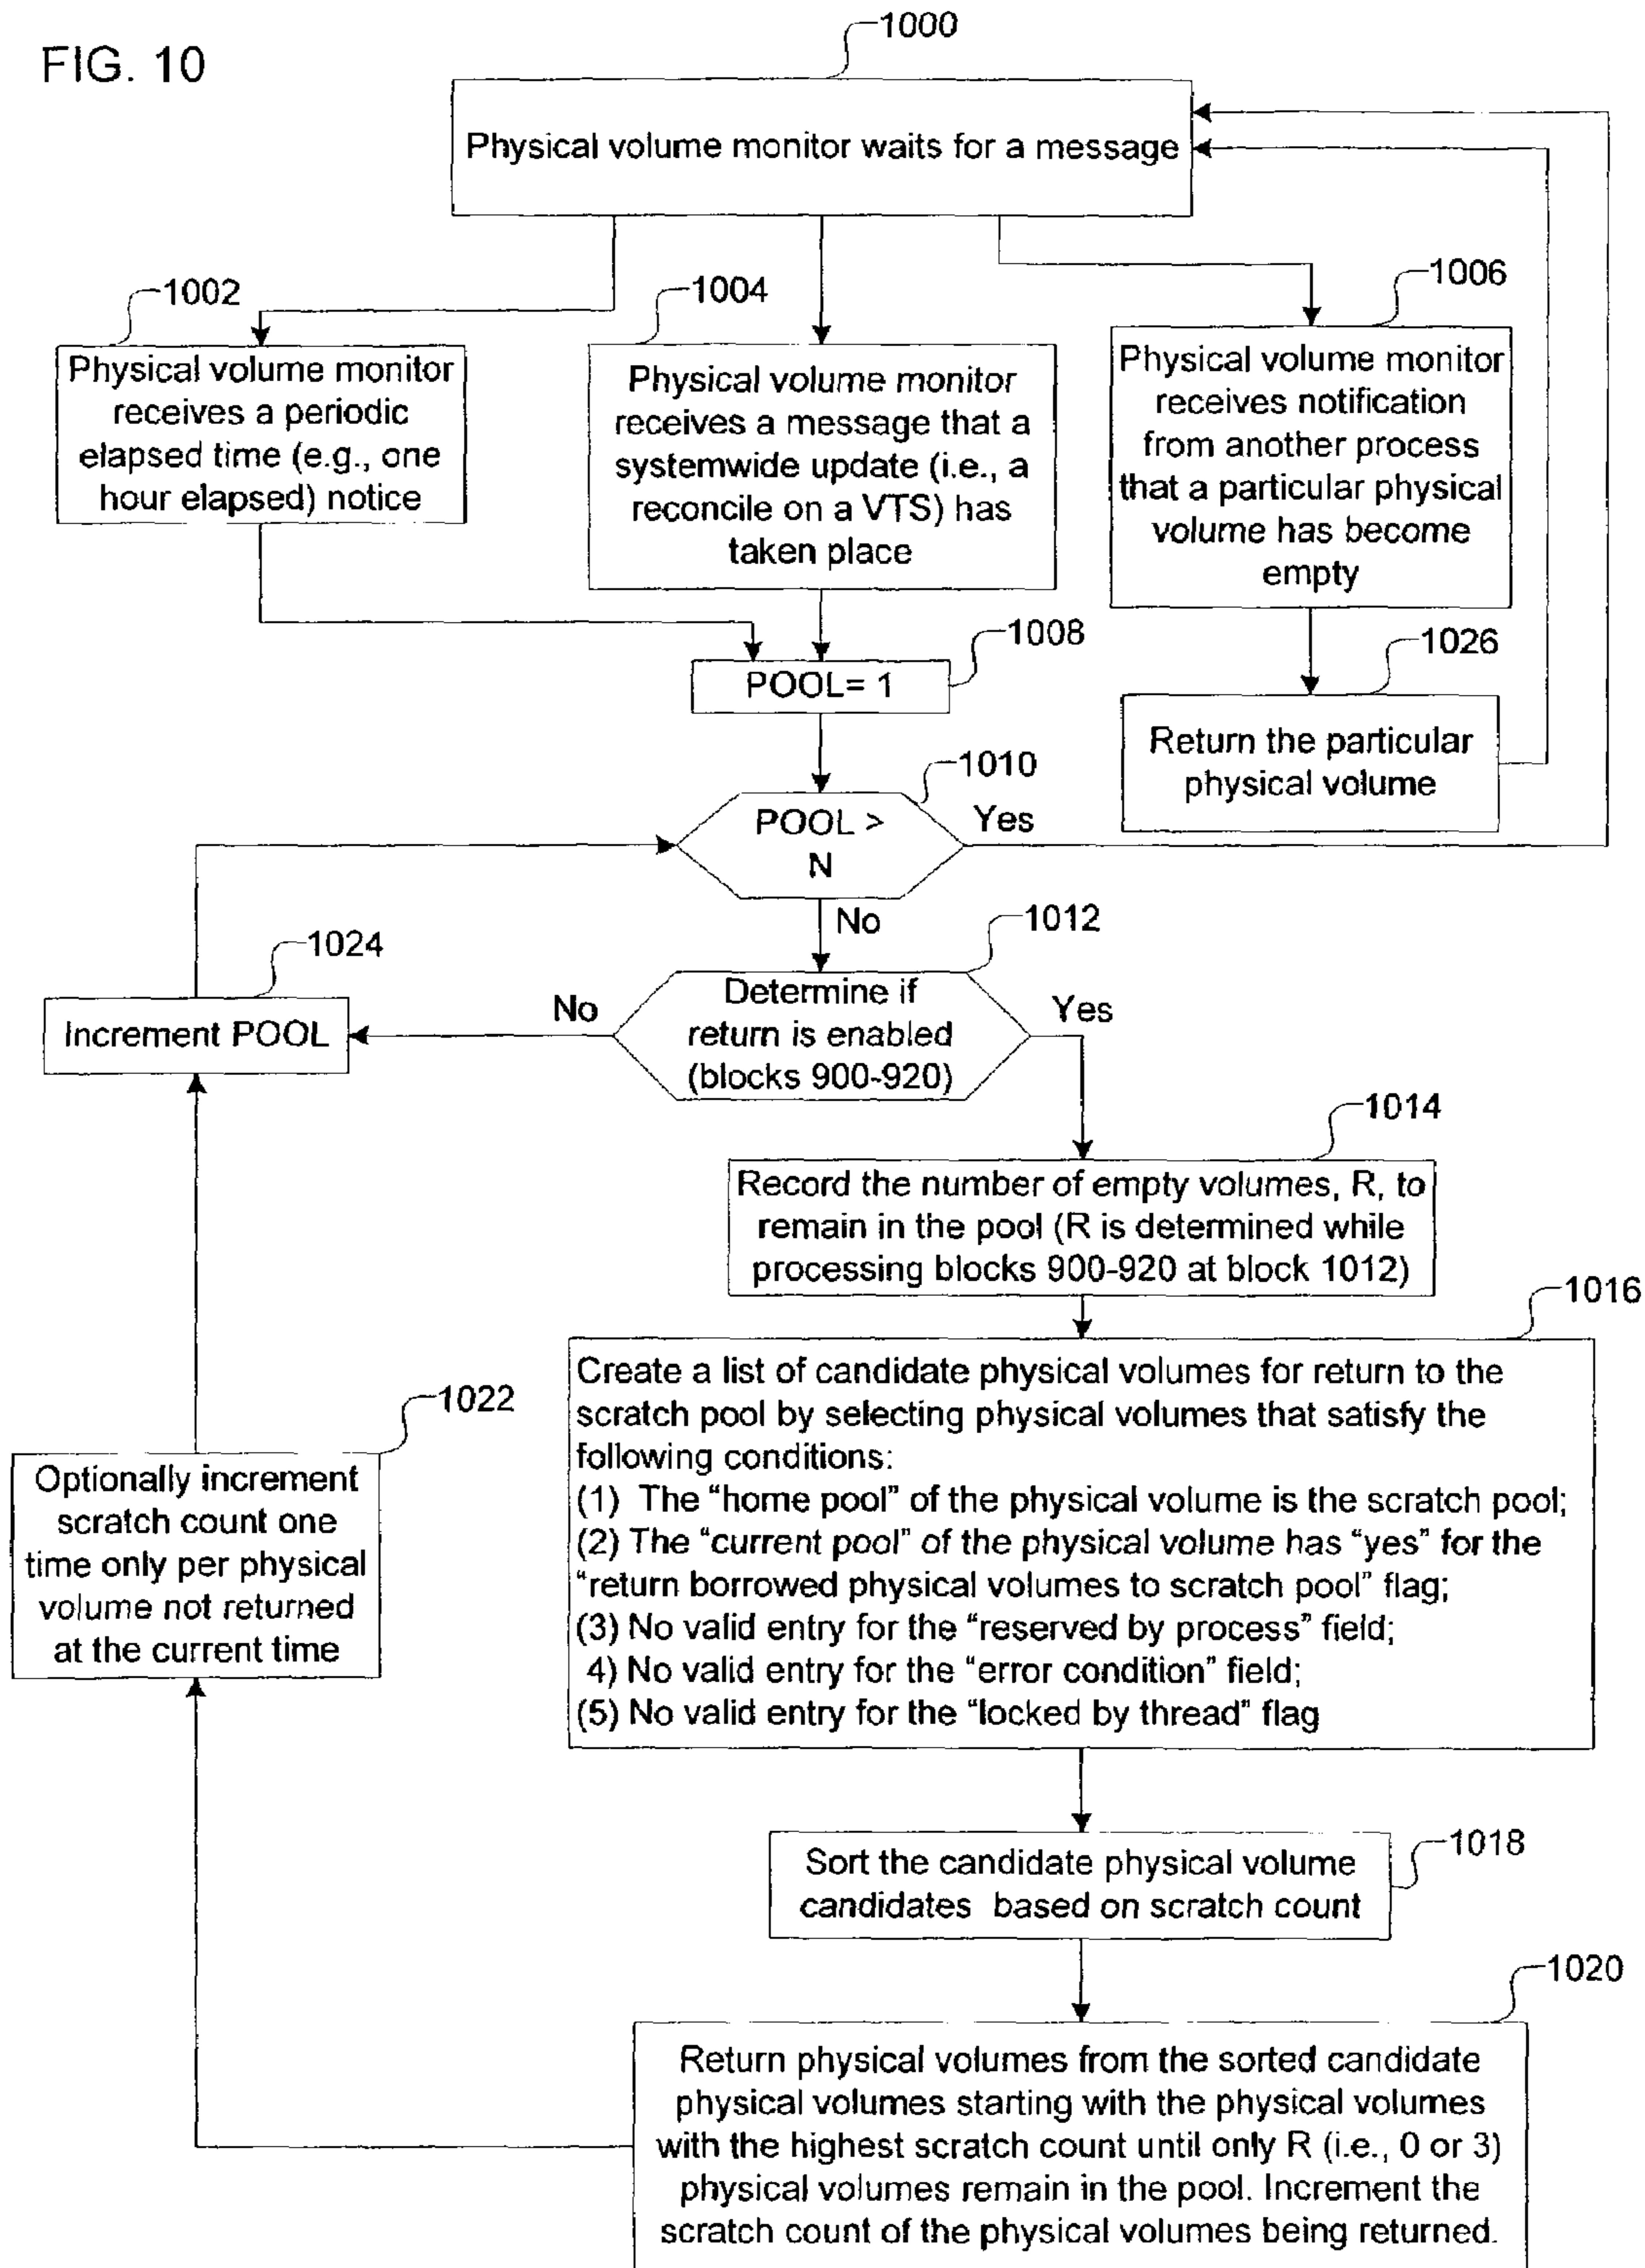 FIG. 10
1000
Physical volume monitor waits for a message
1002
Physical volume monitor
receives a periodic
elapsed time (e.g., one
hour elapsed) notice
1004
Physical volume monitor
receives a message that a
systemwide update (i.e., a
reconcile on a VTS) has
taken place
1006
Physical volume monitor
receives notification
from another process
that a particular physical
volume has become
empty
1008
POOL= 1
1026
Return the particular
physical volume
1010
POOL >
N
Yes
No
1012
Determine if
return is enabled
(blocks 900-920)
No
Yes
1024
Increment POOL
1014
Record the number of empty volumes, R, to
remain in the pool (R is determined while
processing blocks 900-920 at block 1012)
1016
Create a list of candidate physical volumes for return to the
scratch pool by selecting physical volumes that satisfy the
following conditions:
(1) The "home pool" of the physical volume is the scratch pool;
(2) The "current pool" of the physical volume has "yes" for the
"return borrowed physical volumes to scratch pool" flag;
(3) No valid entry for the "reserved by process" field;
4) No valid entry for the "error condition" field;
(5) No valid entry for the "locked by thread" flag
1022
Optionally increment
scratch count one
time only per physical
volume not returned
at the current time
1018
Sort the candidate physical volume
candidates based on scratch count
1020
Return physical volumes from the sorted candidate
physical volumes starting with the physical volumes
with the highest scratch count until only R (i.e., 0 or 3)
physical volumes remain in the pool. Increment the
scratch count of the physical volumes being returned.